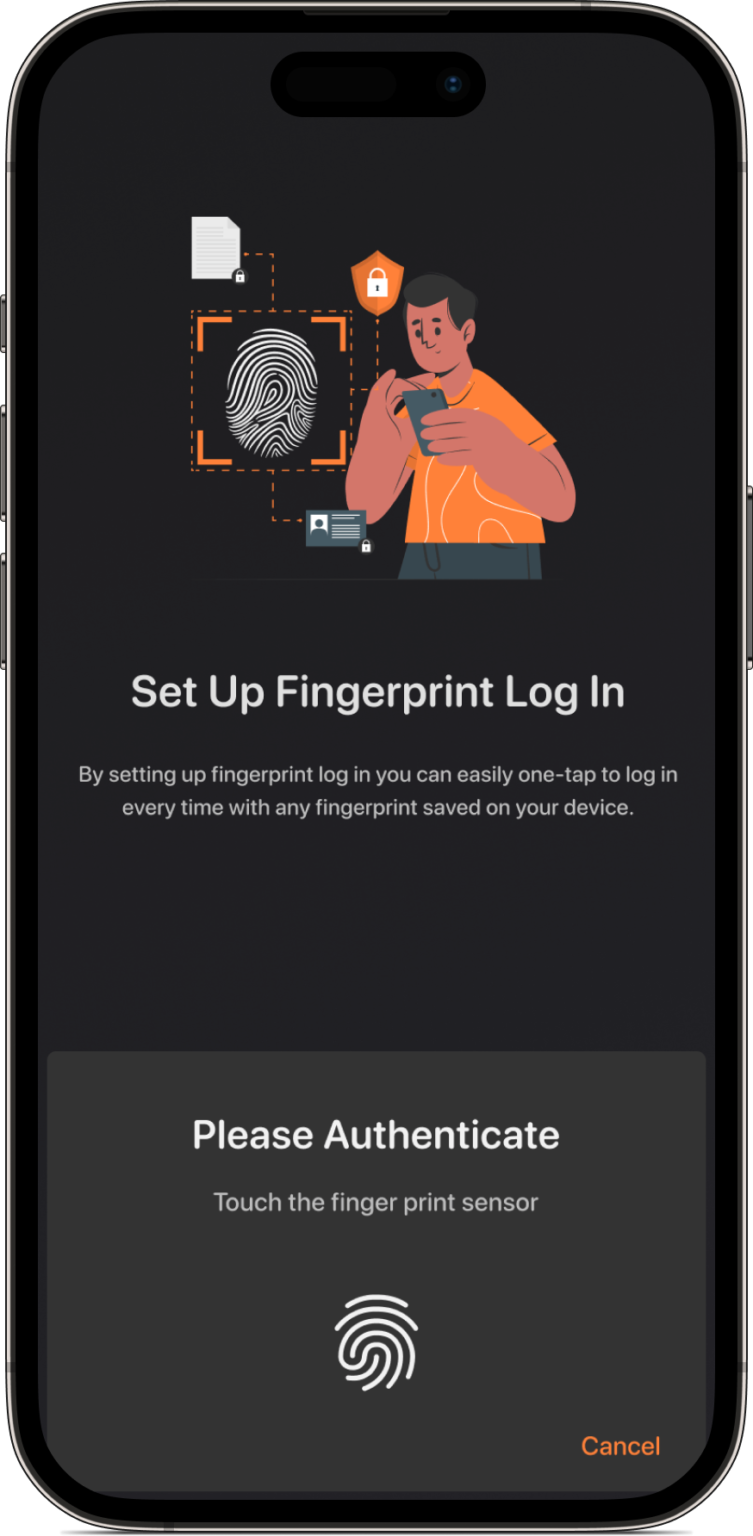 Set Up Fingerprint Log In
By setting up fingerprint log in you can easily one-tap to log in
every time with any fingerprint saved on your device.
Please Authenticate
Touch the finger print sensor
Cancel